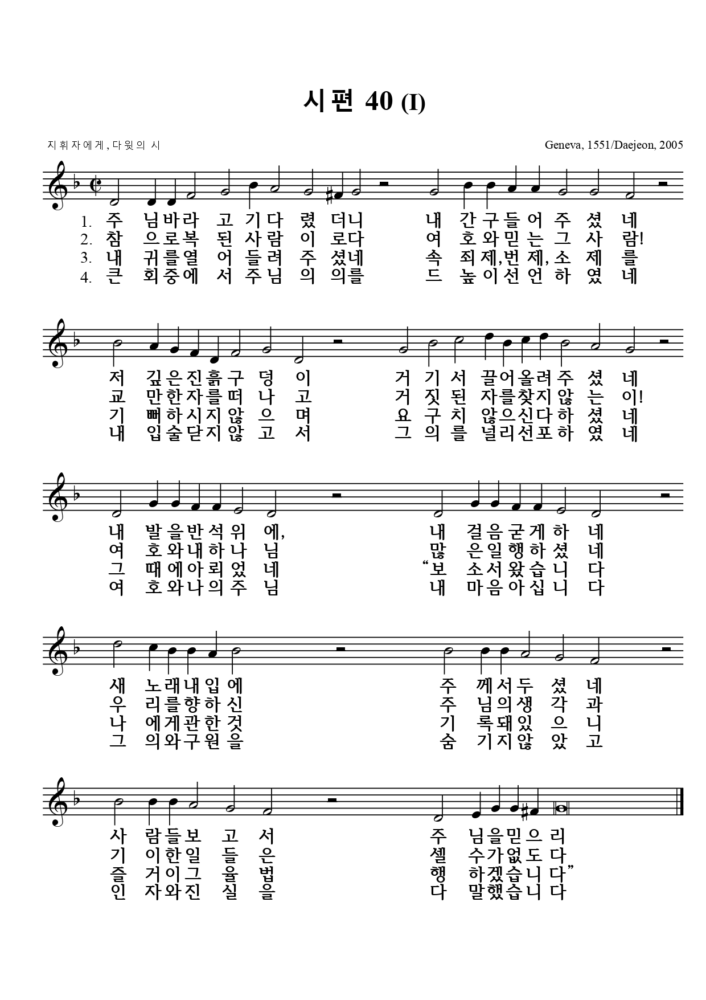 시편 40 (I)
지휘자에게, 다윗의 시
Geneva, 1551/Daejeon, 2005
1. 주 님바라 고 기다 렸 더니 내 간구들어 주 셨 네
2. 참 으로복 된 사람 이 로다 여 호와믿는 그 사 람!
3. 내 귀를열 어 들려 주 셨네 속 죄제,번제, 소 제 를
4. 큰 회중에 서 주님 의 의를 드 높이선언 하 였 네
저 깊은진흙구 덩 이 거 기 서 끌어올려주 셨 네
교 만한자를떠 나 고 거 짓 된 자를찾지않 는 이!
기 뻐하시지않 으 며 요 구 치 않으신다하 셨 네
내 입술닫지않 고 서 그 의 를 널리선포하 였 네
내 발을반석위 에, 내 걸음굳게하 네
여 호와내하나 님 많 은일행하셨 네
그 때에아뢰었 네 “보 소서왔습니 다
여 호와나의주 님 내 마음아십니 다
새 노래내입에 주 께서두 셨 네
우 리를향하신 주 님의생 각 과
나 에게관한것 기 록돼있 으 니
그 의와구원을 숨 기지않 았 고
사 람들보 고 서 주 님을믿으리
기 이한일 들 은 셀 수가없도다
즐 거이그 율 법 행 하겠습니다”
인 자와진 실 을 다 말했습니다